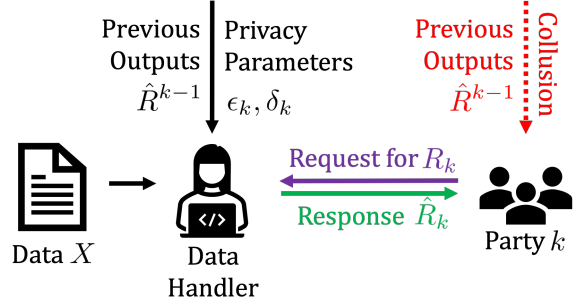 Previous
Outputs
R̂^{k−1}
Privacy
Parameters
ϵ_k, δ_k
Previous
Outputs
R̂^{k−1}
Collusion
Request for R_k
</>
Response R̂_k
Data X
Data
Handler
Party k